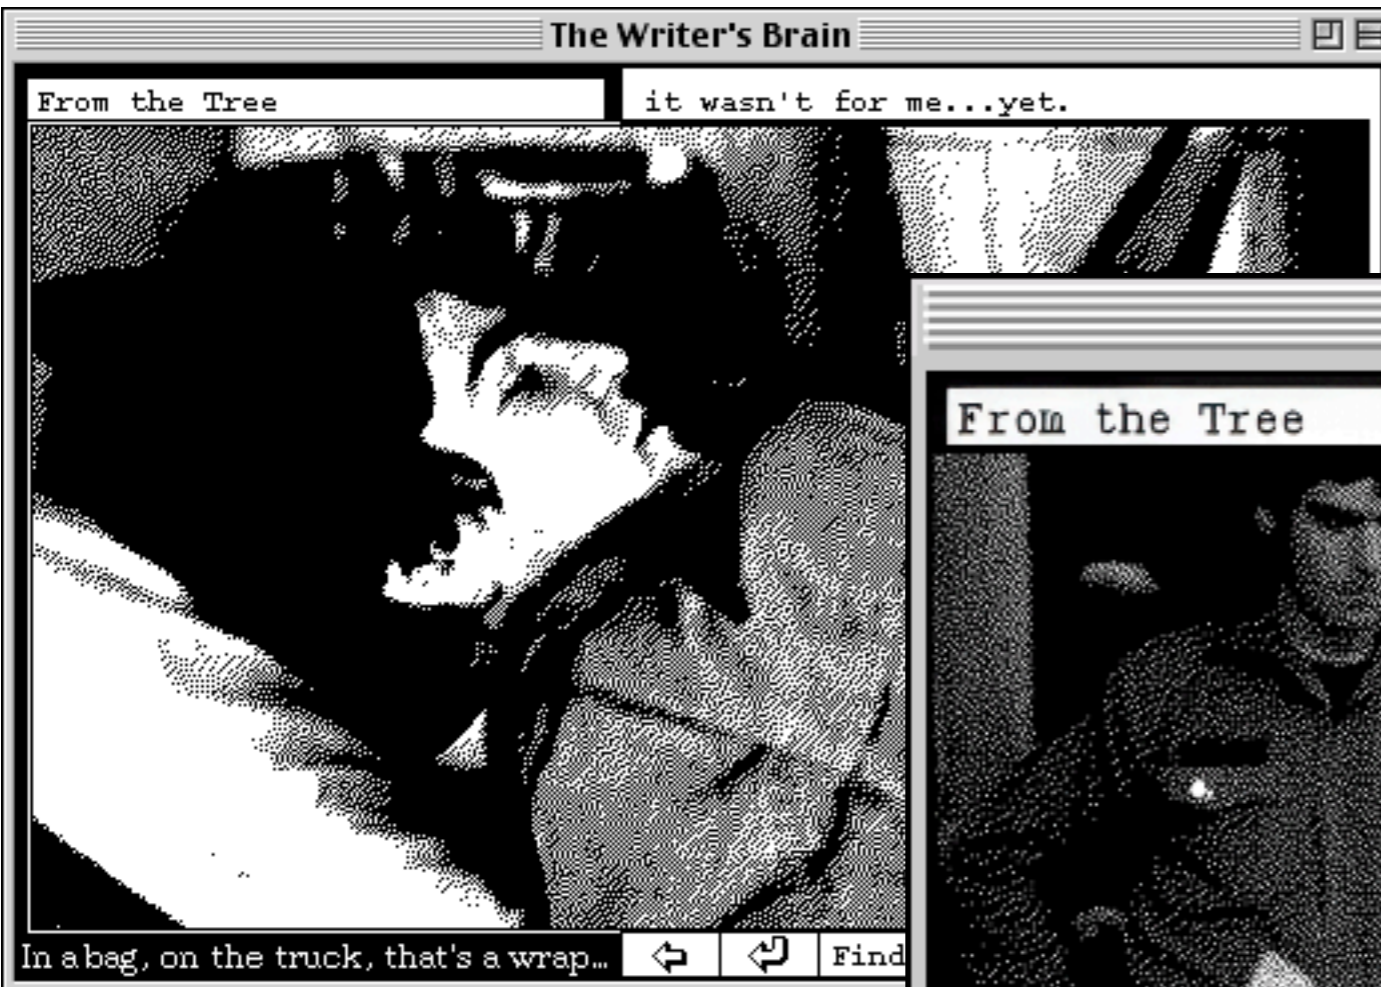 The Writer's Brain
From the Tree
it wasn't for me...yet.
From the Tree
In a bag, on the truck, that's a wrap...
Find